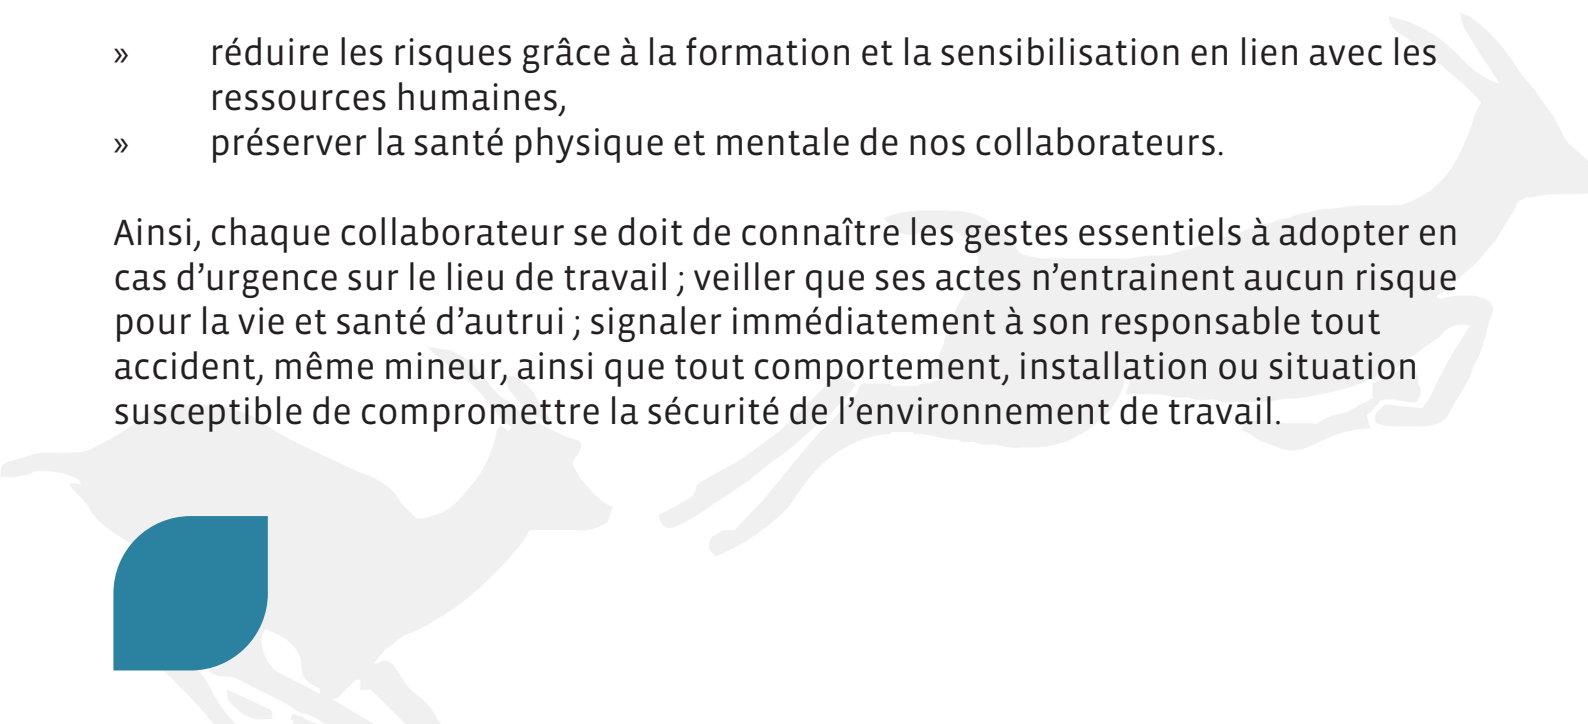 » réduire les risques grâce à la formation et la sensibilisation en lien avec les
ressources humaines,
» préserver la santé physique et mentale de nos collaborateurs.
Ainsi, chaque collaborateur se doit de connaître les gestes essentiels à adopter en
cas d’urgence sur le lieu de travail ; veiller que ses actes n’entrainent aucun risque
pour la vie et santé d’autrui ; signaler immédiatement à son responsable tout
accident, même mineur, ainsi que tout comportement, installation ou situation
susceptible de compromettre la sécurité de l’environnement de travail.